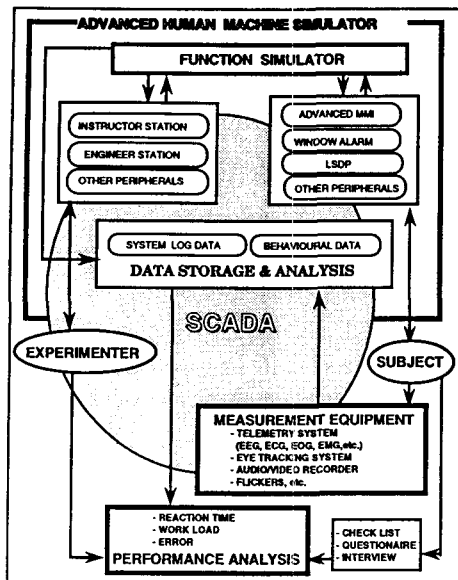 ADVANCED HUMAN MACHINE SIMULATOR
FUNCTION SIMULATOR
INSTRUCTOR STATION
ENGINEER STATION
OTHER PERIPHERALS
ADVANCED MMI
WINDOW ALARM
LSDP
OTHER PERIPHERALS
SYSTEM LOG DATA
BEHAVIOURAL DATA
DATA STORAGE & ANALYSIS
SCADA
EXPERIMENTER
SUBJECT
MEASUREMENT EQUIPMENT
- TELEMETRY SYSTEM
(EEG, ECG, EOG, EMG,etc.)
- EYE TRACKING SYSTEM
- AUDIO/VIDEO RECORDER
- FLICKERS, etc.
- REACTION TIME
- WORK LOAD
- ERROR
PERFORMANCE ANALYSIS
- CHECK LIST
- QUESTIONAIRE
- INTERVIEW